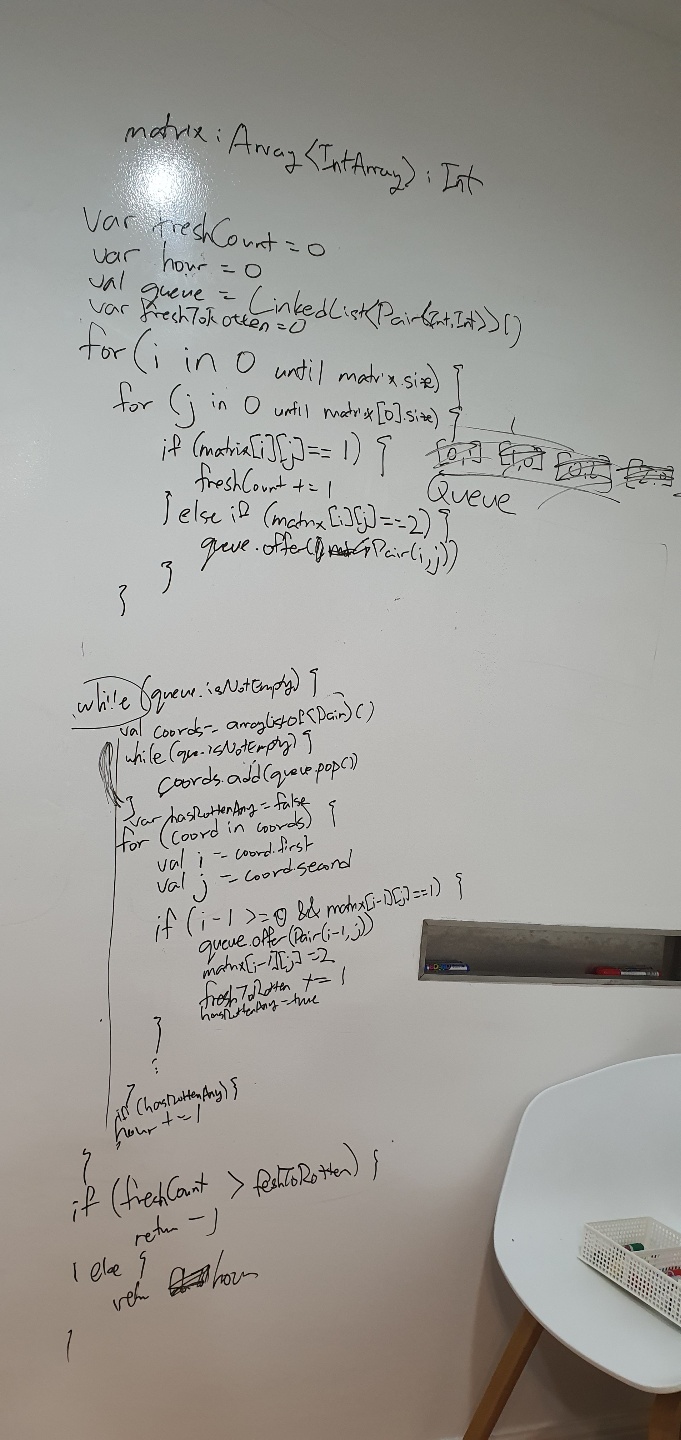 matrix: Array<IntArray): Int
var freshCount = 0
var hour = 0
val queue = LinkedList<Pair(Int,Int)>()
var freshToRotten = 0
for (i in 0 until matrix.size) {
for (j in 0 until matrix[0].size) {
if (matrix[i][j] == 1) {
freshCount += 1
} else if (matrix[i][j] == 2) {
queue.offer(Pair(i,j))
}
}
1
[0,1] [1,0]
Queue
while (queue.isNotEmpty) {
val coords = arrayListOf<Pair>()
while (que.isNotEmpty) {
coords.add(queue.pop())
}
var hasRottenAny = false
for (coord in coords) {
val i = coord.first
val j = coord.second
if (i-1 >= 0 && matrix[i-1][j] == 1) {
queue.offer(Pair(i-1, j))
matrix[i-1][j] = 2
freshToRotten += 1
hasRottenAny = true
}
:
}
if (hasRottenAny) {
hour += 1
}
if (freshCount > freshToRotten) {
return -1
} else {
return hour
}